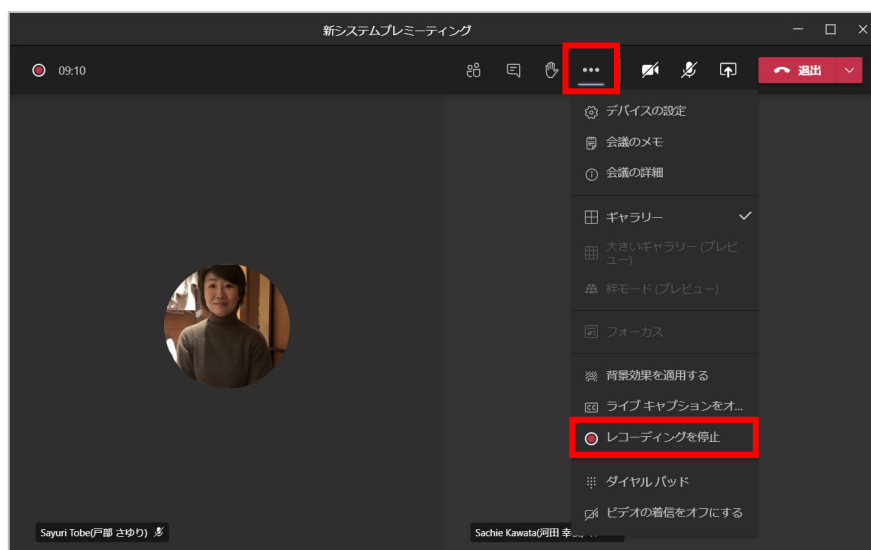 新システムプレミーティング
09:10
退出
デバイスの設定
会議のメモ
会議の詳細
ギャラリー
大きいギャラリー (プレビ
ュー)
絆モード (プレビュー)
フォーカス
背景効果を適用する
CC ライブ キャプションをオ...
レコーディングを停止
ダイヤル パッド
ビデオの着信をオフにする
Sayuri Tobe(戸部 さゆり)
Sachie Kawata(河田 幸